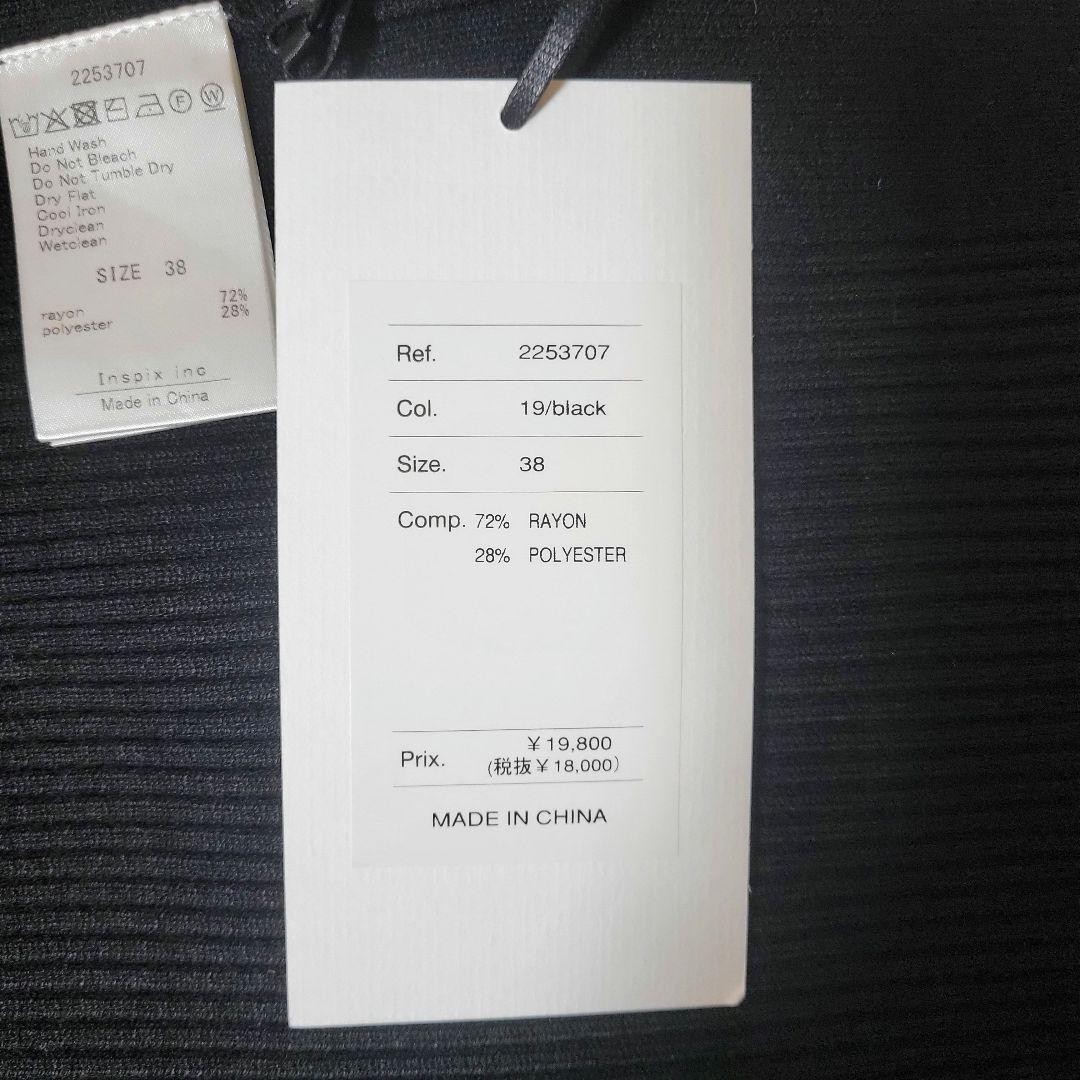 2253707
F W
Hand Wash
Do Not Bleach
Do Not Tumble Dry
Dry Flat
Cool Iron
Dryclean
Wetclean
SIZE 38
72%
rayon 28%
polyester
Inspix inc
Made in China
Ref. 2253707
Col. 19/black
Size. 38
Comp. 72% RAYON
28% POLYESTER
¥19,800
Prix. (税抜¥18,000)
MADE IN CHINA